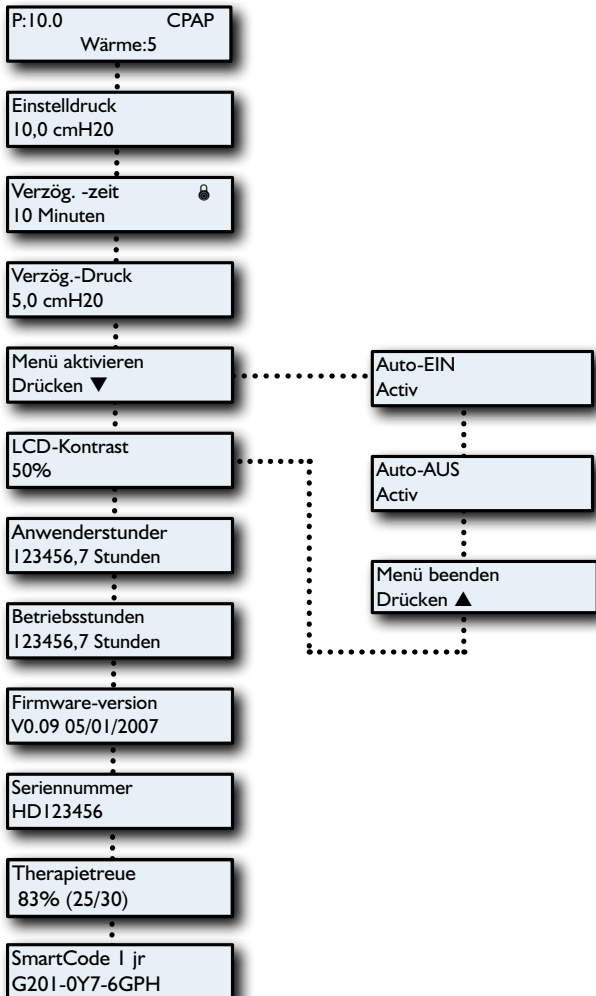 P:10.0 CPAP
Wärme:5
Einstelldruck
10,0 cmH20
Verzög. -zeit
10 Minuten
Verzög.-Druck
5,0 cmH20
Menü aktivieren
Drücken ▼
LCD-Kontrast
50%
Anwenderstunder
123456,7 Stunden
Betriebsstunden
123456,7 Stunden
Firmware-version
V0.09 05/01/2007
Seriennummer
HD123456
Therapietreue
83% (25/30)
SmartCode 1 jr
G201-0Y7-6GPH
Auto-EIN
Activ
Auto-AUS
Activ
Menü beenden
Drücken ▲